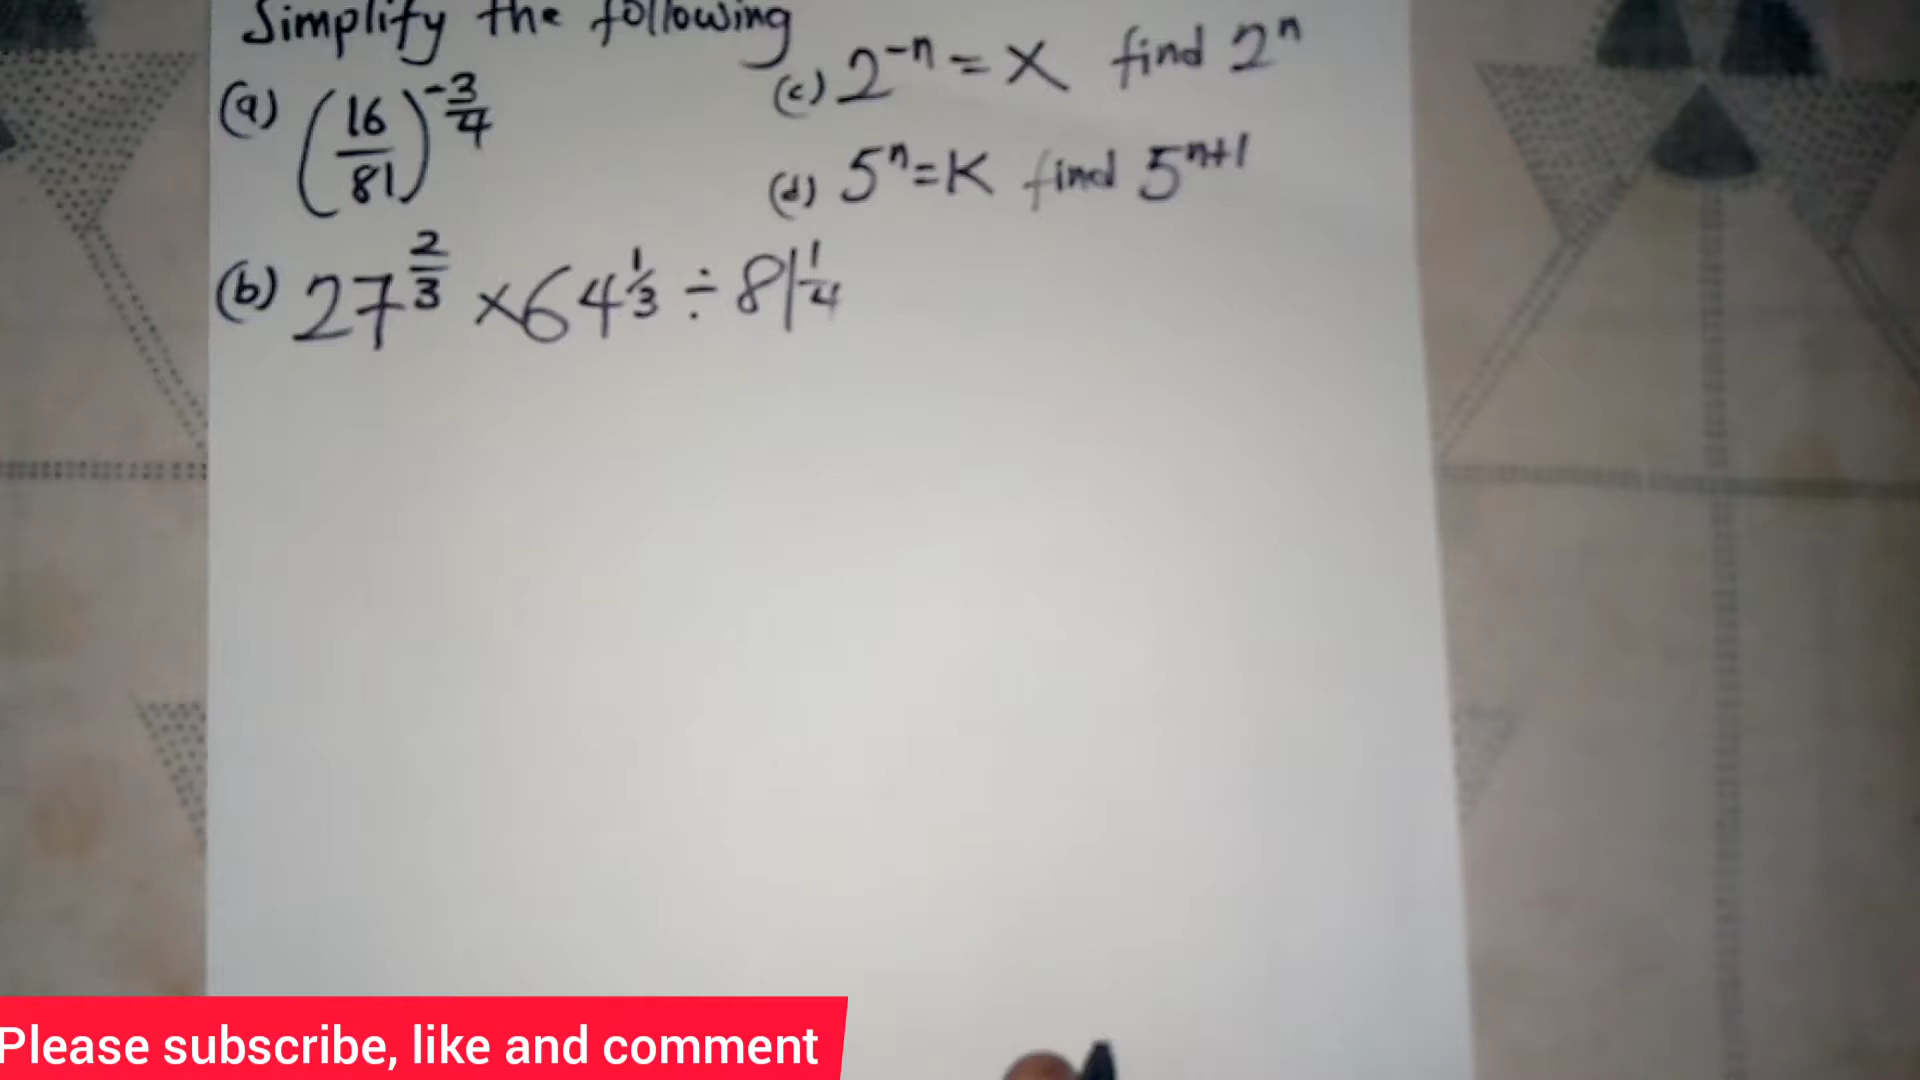 Simplify the following
(a) (16/81)^-3/4
(b) 27^2/3 ×64^1/3 ÷ 81^1/4
(c) 2^-n = x find 2^n
(d) 5^n=K find 5^n+1
Please subscribe, like and comment